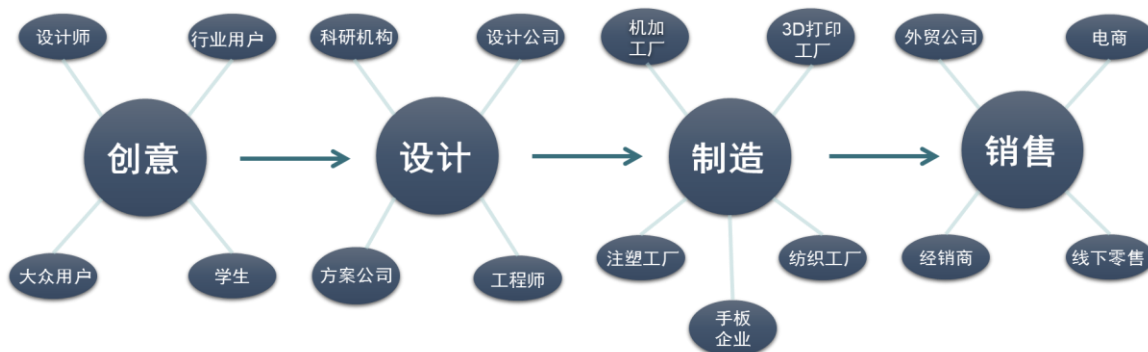 设计师
行业用户
创意
大众用户
学生
科研机构
设计公司
设计
方案公司
工程师
机加
工厂
3D打印
工厂
制造
注塑工厂
纺织工厂
手板
企业
外贸公司
电商
销售
经销商
线下零售